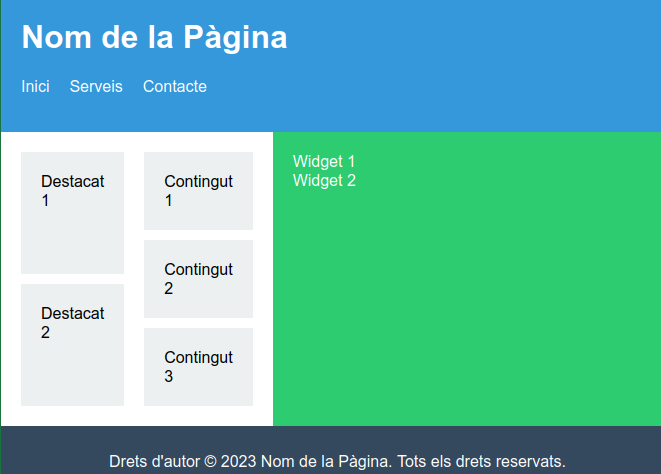 Nom de la Pàgina
Inici Serveis Contacte
Destacat
1
Destacat
2
Contingut
1
Contingut
2
Contingut
3
Widget 1
Widget 2
Drets d'autor © 2023 Nom de la Pàgina. Tots els drets reservats.